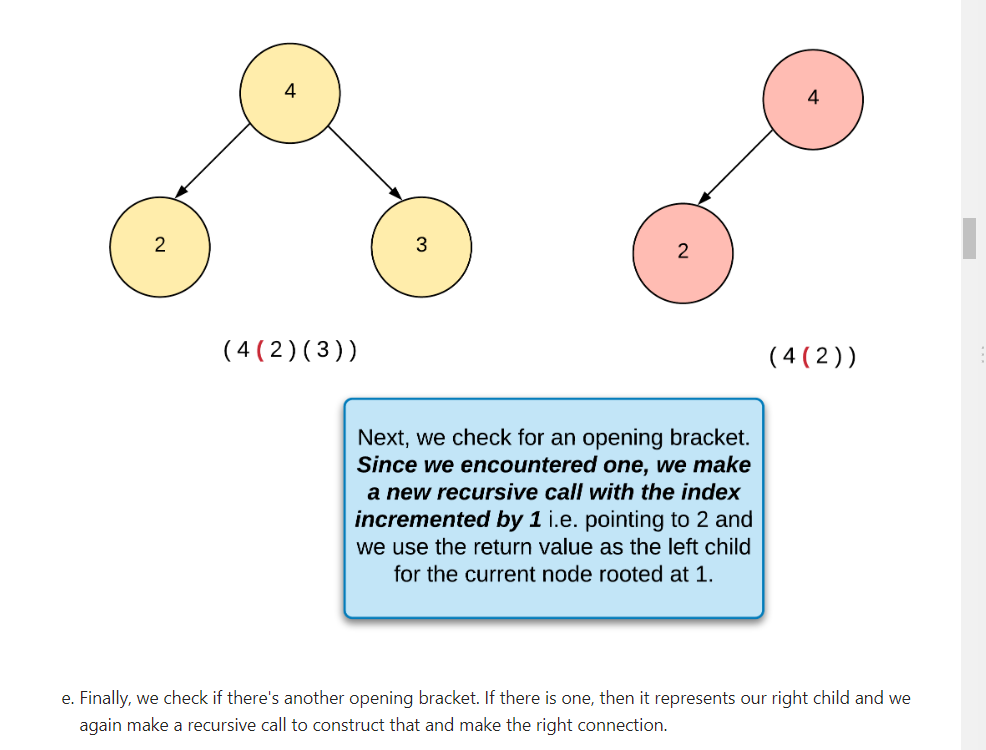 4
4
2
3
2
(4(2)(3))
(4(2))
Next, we check for an opening bracket.
Since we encountered one, we make
a new recursive call with the index
incremented by 1 i.e. pointing to 2 and
we use the return value as the left child
for the current node rooted at 1.
e. Finally, we check if there's another opening bracket. If there is one, then it represents our right child and we
again make a recursive call to construct that and make the right connection.